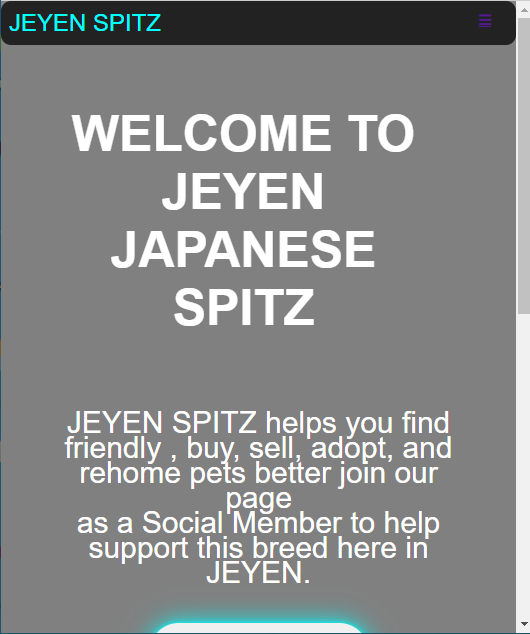 JEYEN SPITZ
WELCOME TO
JEYEN
JAPANESE
SPITZ
JEYEN SPITZ helps you find
friendly , buy, sell, adopt, and
rehome pets better join our
page
as a Social Member to help
support this breed here in
JEYEN.